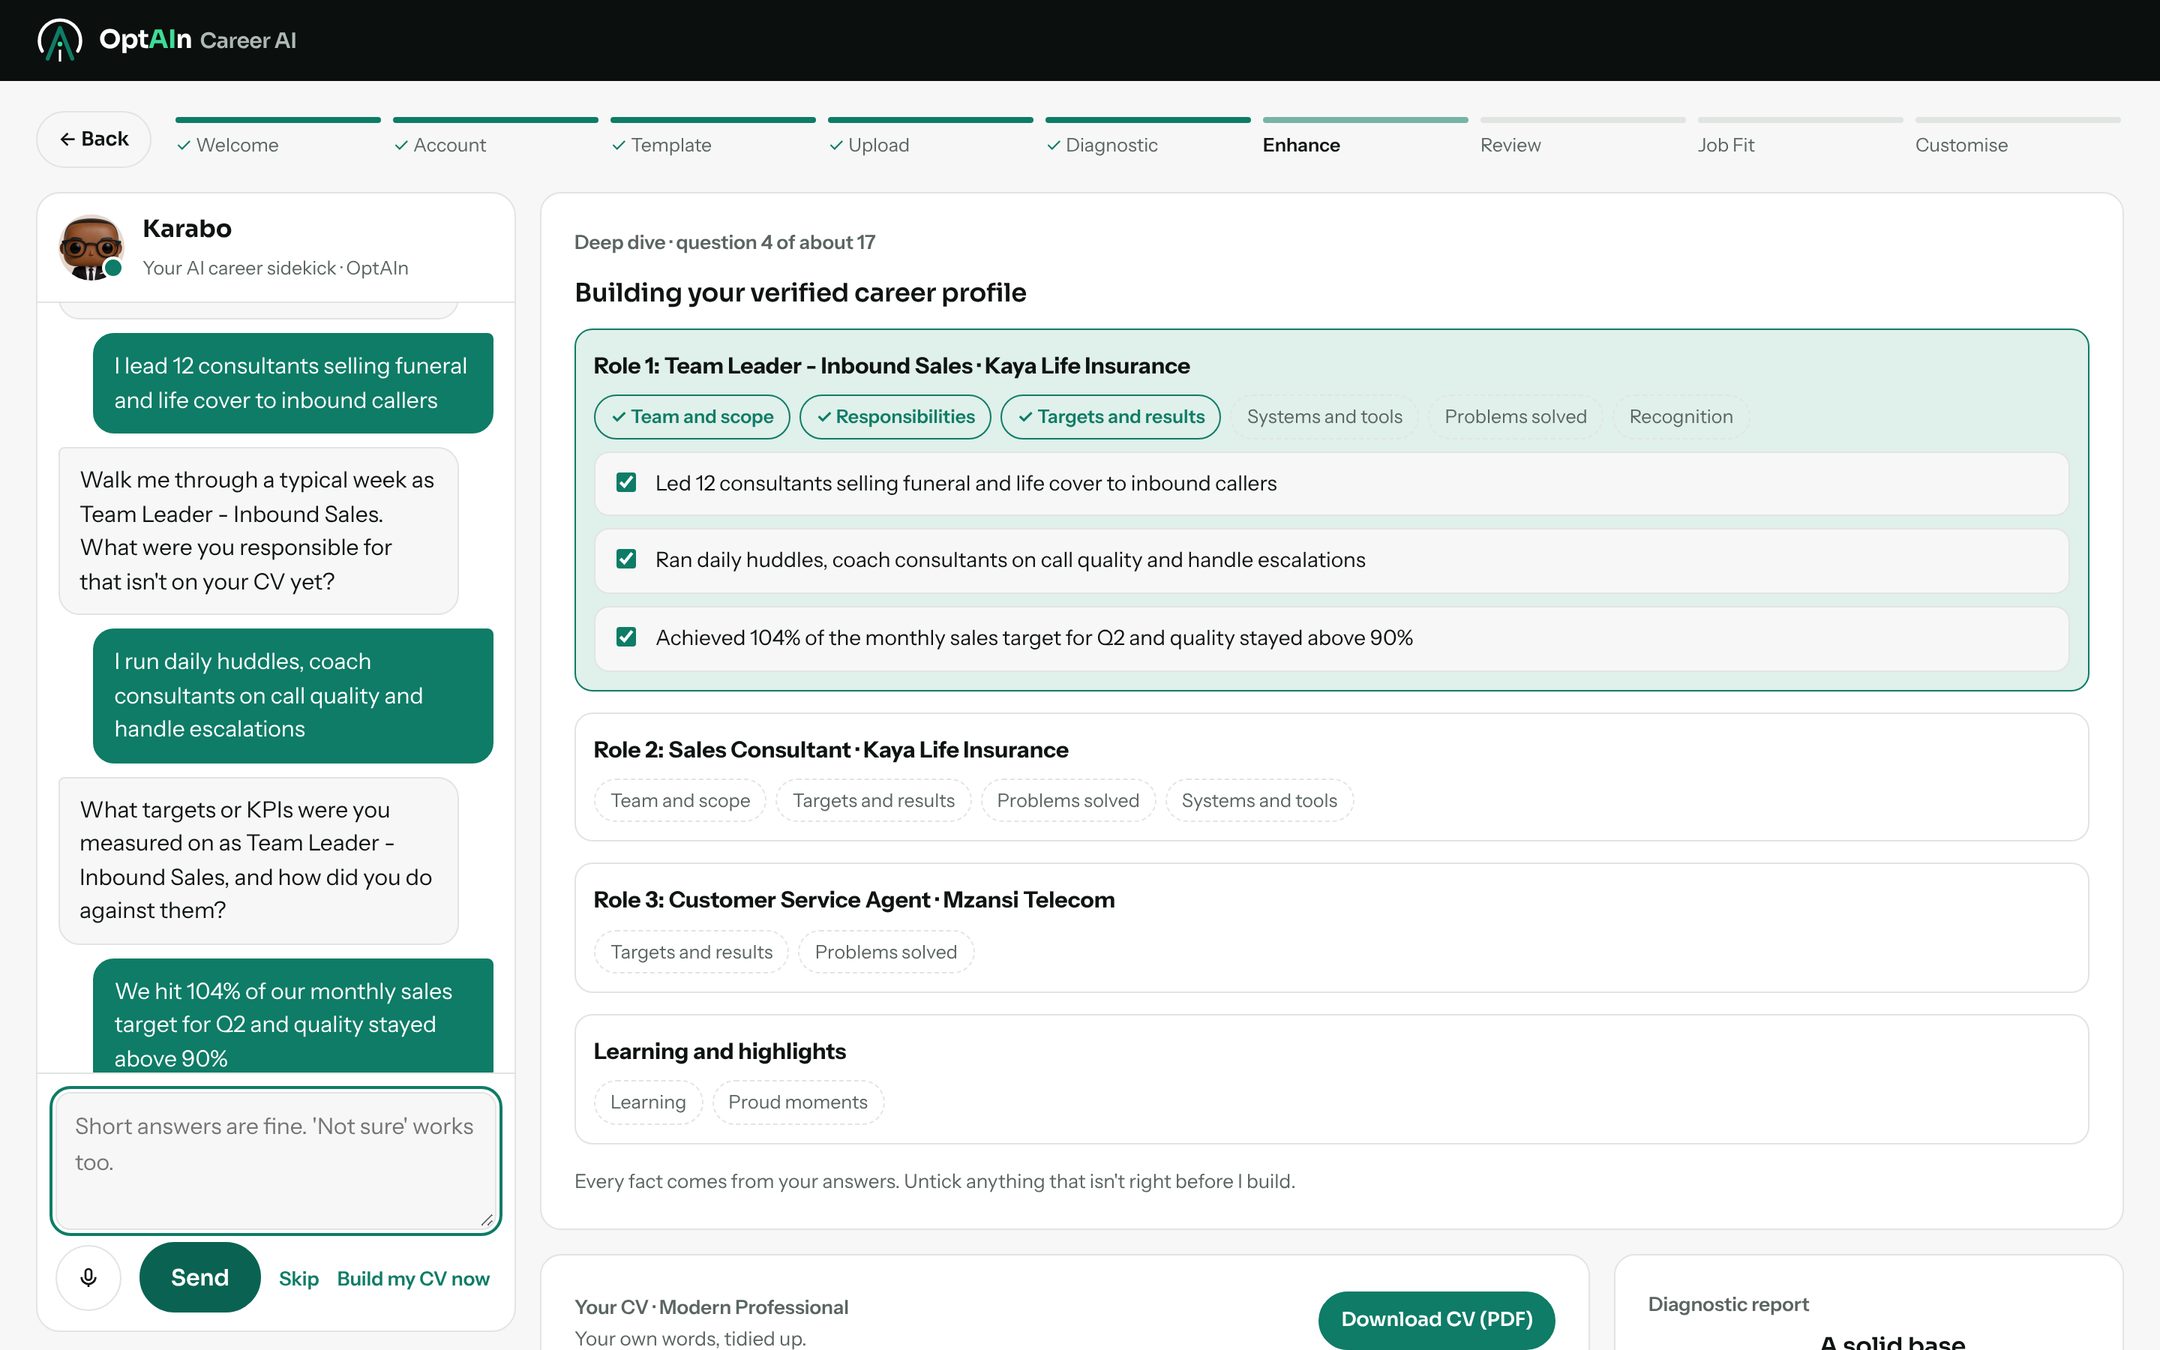 OptAIn Career AI
← Back
✓ Welcome
✓ Account
✓ Template
✓ Upload
✓ Diagnostic
Enhance
Review
Job Fit
Customise
Karabo
Your AI career sidekick · OptAIn
I lead 12 consultants selling funeral
and life cover to inbound callers
Walk me through a typical week as
Team Leader - Inbound Sales.
What were you responsible for
that isn't on your CV yet?
I run daily huddles, coach
consultants on call quality and
handle escalations
What targets or KPIs were you
measured on as Team Leader -
Inbound Sales, and how did you do
against them?
We hit 104% of our monthly sales
target for Q2 and quality stayed
above 90%
Short answers are fine. 'Not sure' works
too.
Send
Skip
Build my CV now
Deep dive · question 4 of about 17
Building your verified career profile
Role 1: Team Leader - Inbound Sales · Kaya Life Insurance
✓ Team and scope
✓ Responsibilities
✓ Targets and results
Systems and tools
Problems solved
Recognition
Led 12 consultants selling funeral and life cover to inbound callers
Ran daily huddles, coach consultants on call quality and handle escalations
Achieved 104% of the monthly sales target for Q2 and quality stayed above 90%
Role 2: Sales Consultant · Kaya Life Insurance
Team and scope
Targets and results
Problems solved
Systems and tools
Role 3: Customer Service Agent · Mzansi Telecom
Targets and results
Problems solved
Learning and highlights
Learning
Proud moments
Every fact comes from your answers. Untick anything that isn't right before I build.
Your CV · Modern Professional
Your own words, tidied up.
Download CV (PDF)
Diagnostic report
A solid base